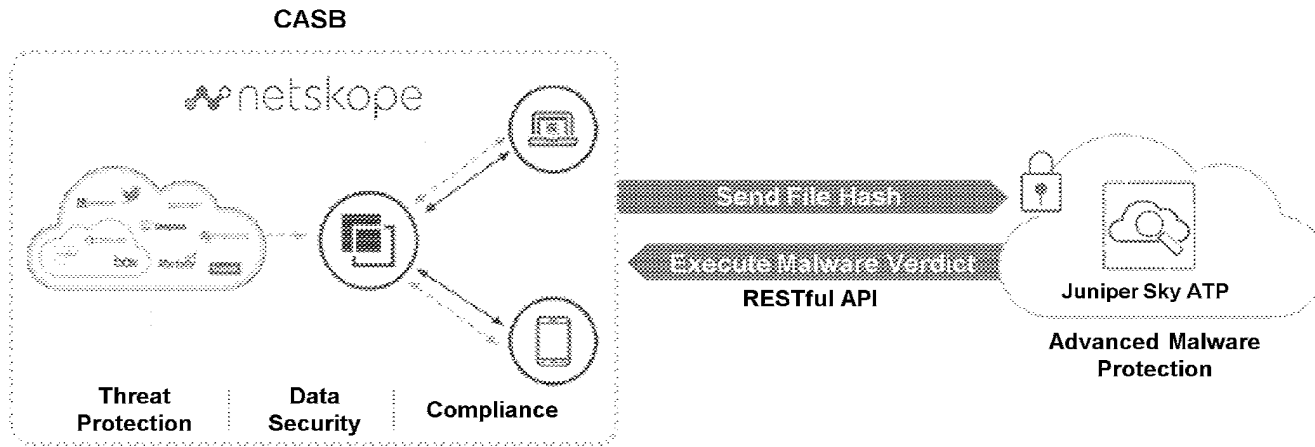 CASB
netskope
Send File Hash
Execute Malware Verdict
RESTful API
Juniper Sky ATP
Advanced Malware
Protection
Threat
Protection
Data
Security
Compliance